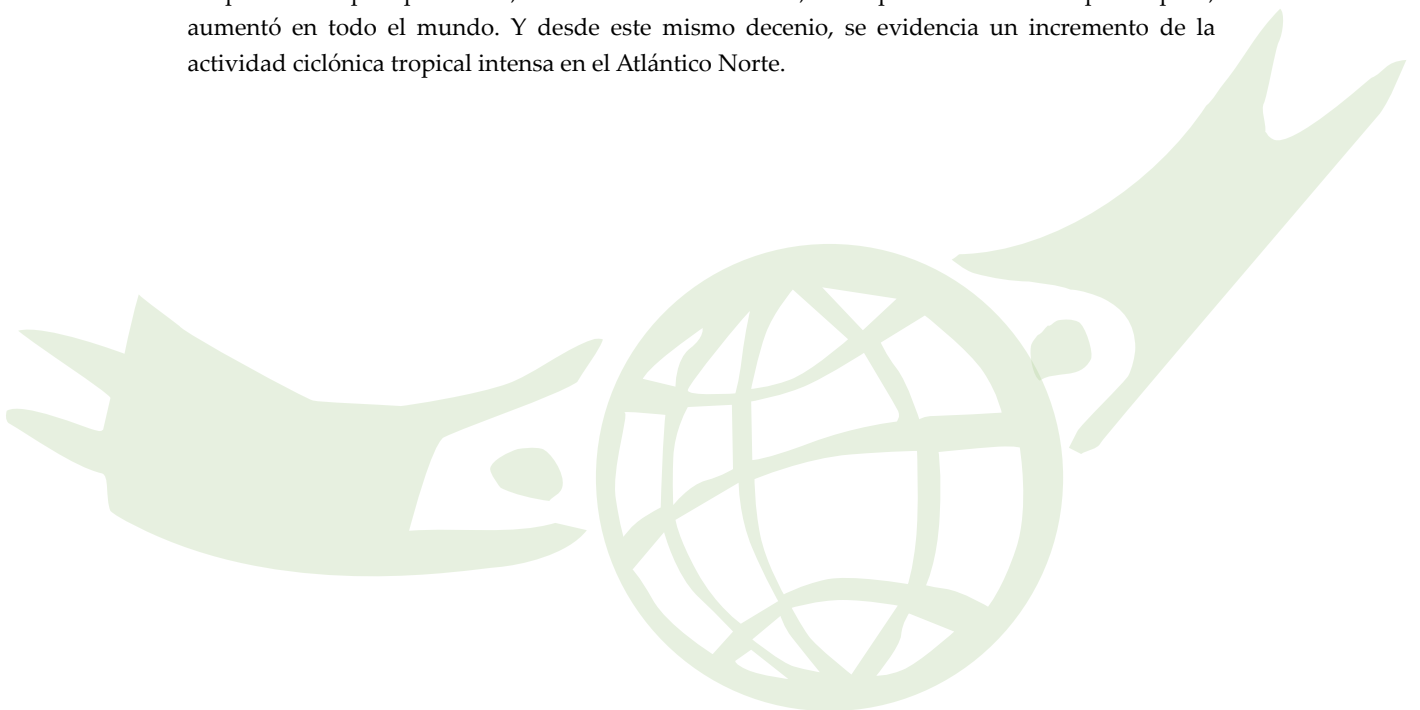 aumentó en todo el mundo. Y desde este mismo decenio, se evidencia un incremento de la
actividad ciclónica tropical intensa en el Atlántico Norte.